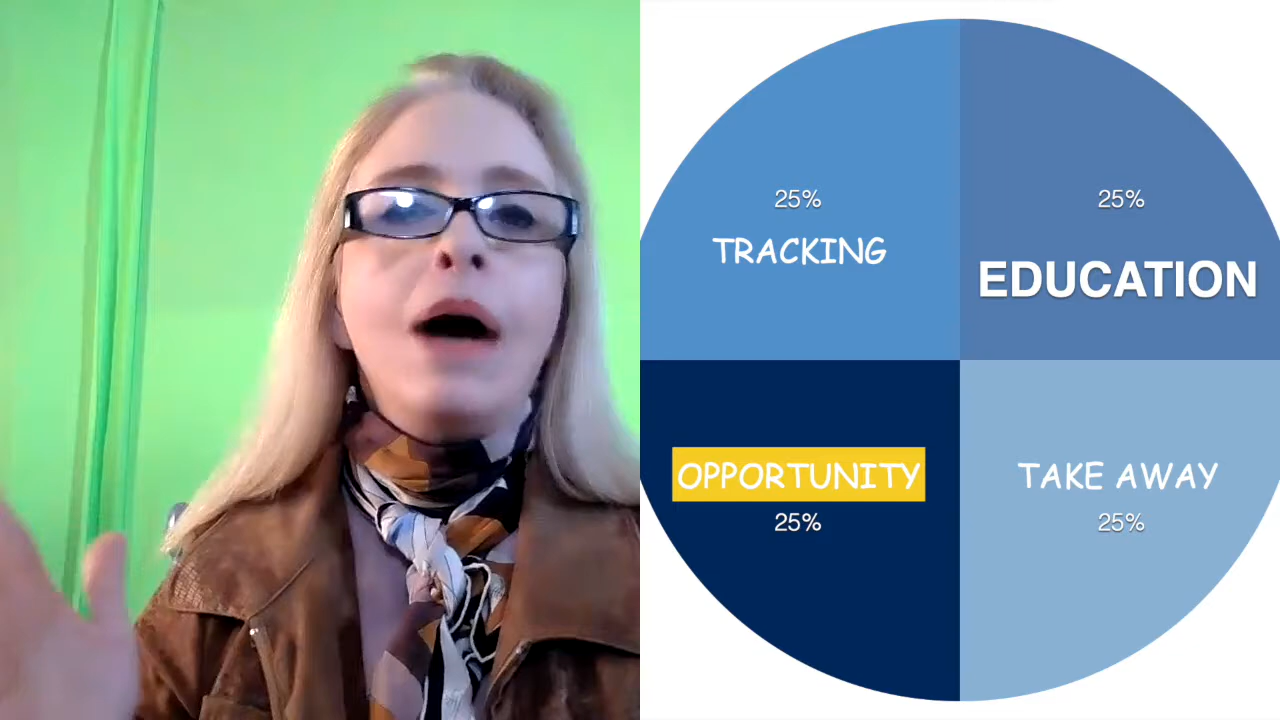 25%
TRACKING
25%
EDUCATION
OPPORTUNITY
25%
TAKE AWAY
25%